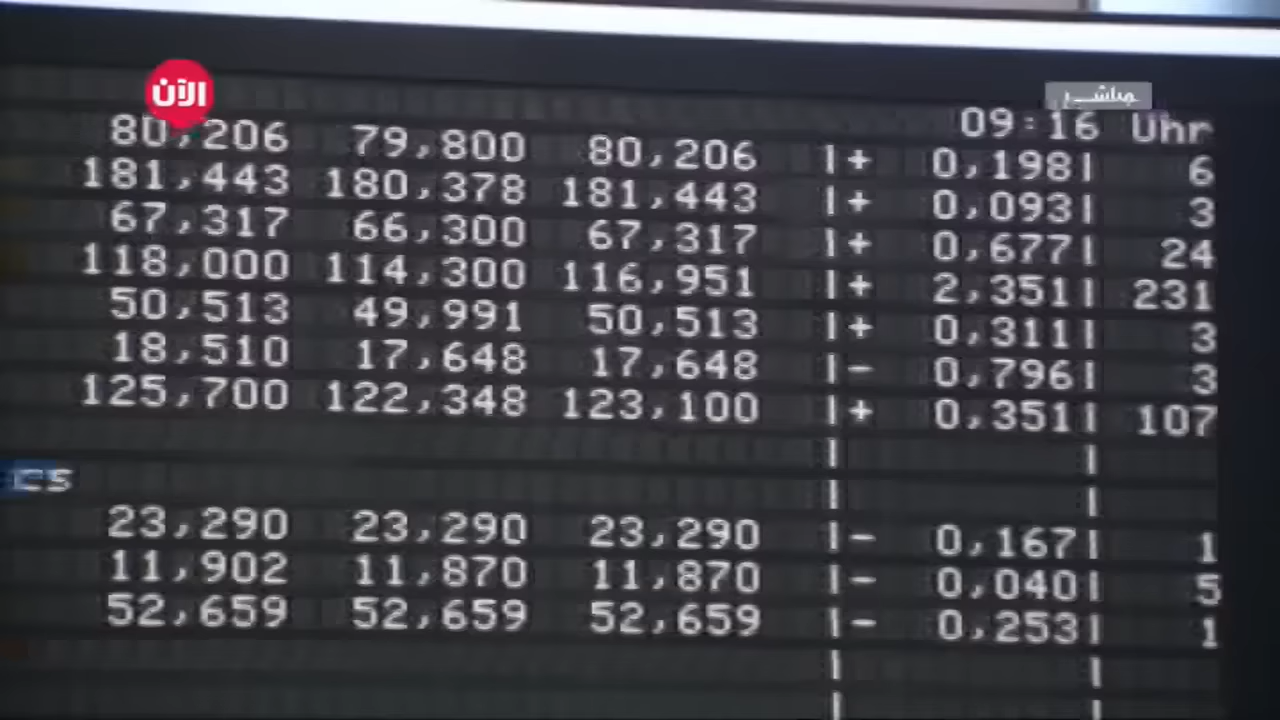 الآن
مباشر
09:16 Uhr
80,206 79,800 80,206 |+ 0,198| 6
181,443 180,378 181,443 |+ 0,093| 3
67,317 66,300 67,317 |+ 0,677| 24
118,000 114,300 116,951 |+ 2,351| 231
50,513 49,991 50,513 |+ 0,311| 3
18,510 17,648 17,648 |- 0,796| 3
125,700 122,348 123,100 |+ 0,351| 107
23,290 23,290 23,290 |- 0,167| 1
11,902 11,870 11,870 |- 0,040| 5
52,659 52,659 52,659 |- 0,253| 1